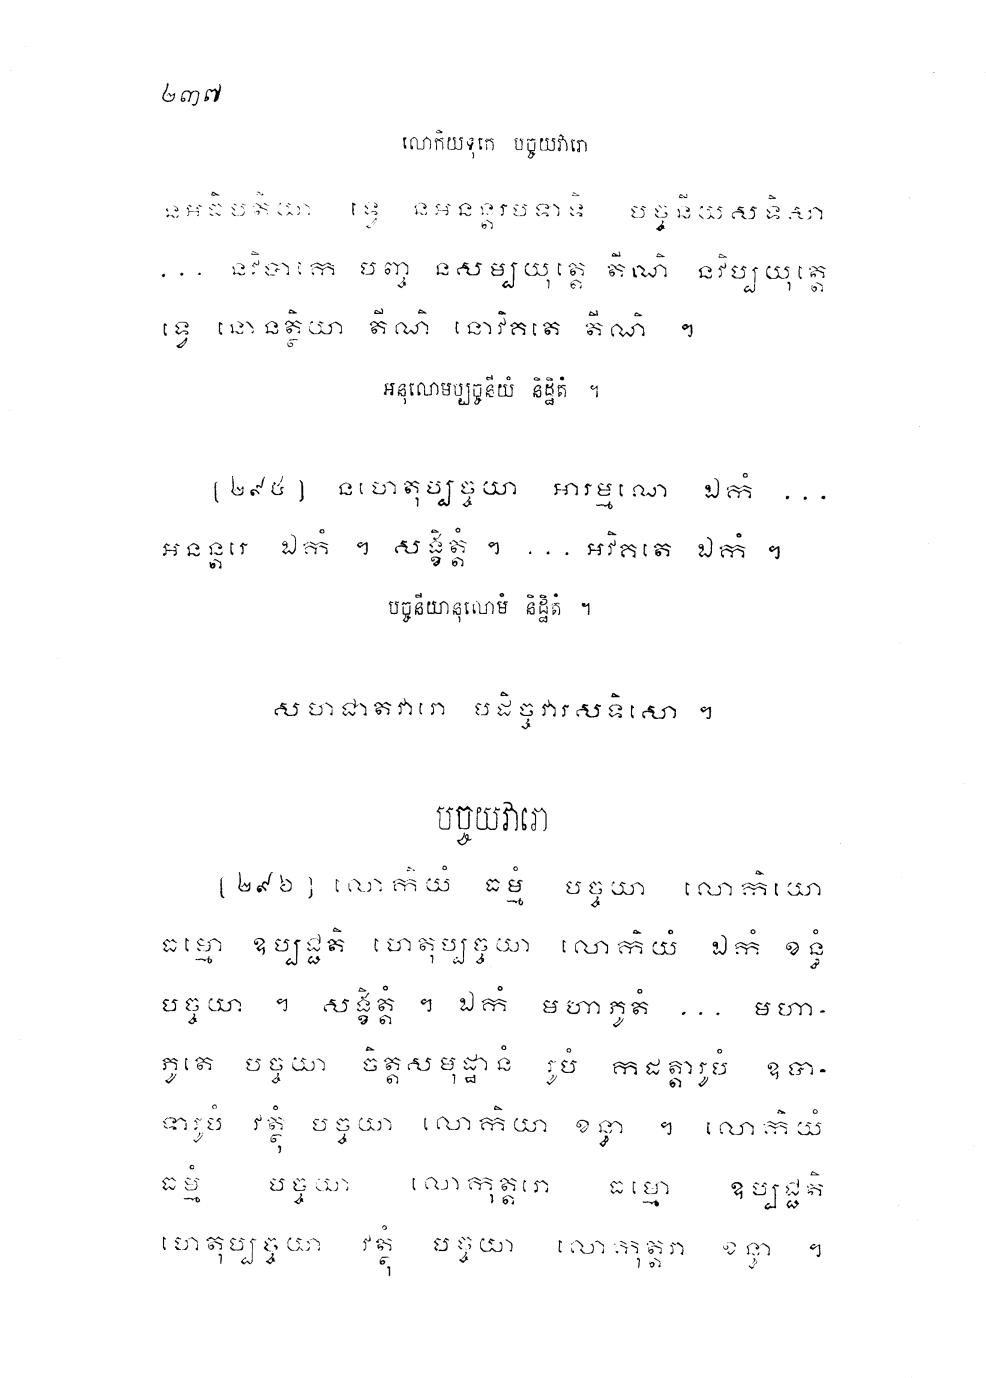 ២៣៧
លោកិយទុកេ បច្ចយវារោ
នអធិបតិយា ទ្វេ នអនន្តរបទានិ បច្ចនីយសទិសា
... នវិបាកេ បញ្ច នសម្បយុត្តេ តីណិ នវិប្បយុត្តេ
ទ្វេ នោនត្ថិយា តីណិ នោវិគតេ តីណិ ។
អនុលោមប្បច្ចនីយំ និដ្ឋិតំ ។
(២៩៥) នហេតុប្បច្ចយា អារម្មណេ ឯកំ ...
អនន្តរេ ឯកំ ។ សង្ខិត្តំ ។ ... អវិគតេ ឯកំ ។
បច្ចនីយានុលោមំ និដ្ឋិតំ ។
សហជាតវារោ បដិច្ចវារសទិសោ ។
បច្ចយវារោ
(២៩៦) លោកិយំ ធម្មំ បច្ចយា លោកិយោ
ធម្មោ ឧប្បជ្ជតិ ហេតុប្បច្ចយា លោកិយំ ឯកំ ខន្ធំ
បច្ចយា ។ សង្ខិត្តំ ។ ឯកំ មហាភូតំ ... មហា-
ភូតេ បច្ចយា ចិត្តសមុដ្ឋានំ រូបំ កដត្តារូបំ ឧបា-
ទារូបំ វត្ថុំ បច្ចយា លោកិយា ខន្ធា ។ លោកិយំ
ធម្មំ បច្ចយា លោកុត្តរោ ធម្មោ ឧប្បជ្ជតិ
ហេតុប្បច្ចយា វត្ថុំ បច្ចយា លោកុត្តរា ខន្ធា ។